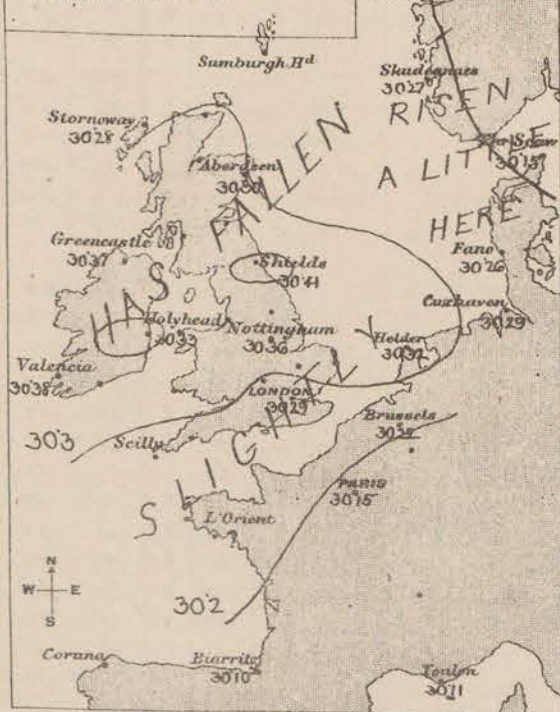 Sumburgh Hd
Skudesnaes
30·27
RISEN
A LITTLE
HERE
Stornoway
30·28
Aberdeen
30·30
HAS FALLEN
SLIGHTLY
30·15
Greencastle
30·37
Shields
30·41
Fano
30·26
Cuxhaven
30·29
Holyhead
30·33
Nottingham
30·36
Helder
30·32
Valencia
30·38
LONDON
30·29
Brussels
30·3
Scilly
PARIS
30·15
L'Orient
N
W E
S
30·2
Coruna
Biarritz
30·10
Toulon
30·11